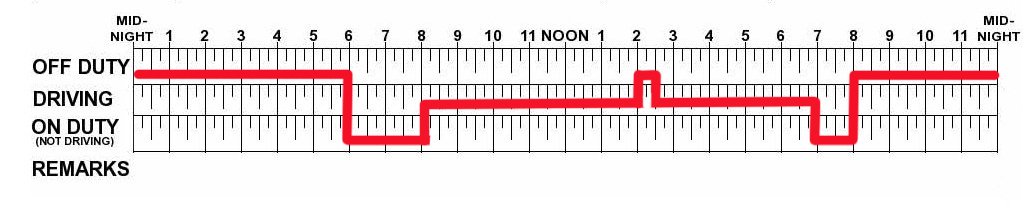 MID-
NIGHT 1 2 3 4 5 6 7 8 9 10 11 NOON 1 2 3 4 5 6 7 8 9 10 11 MID-
NIGHT
OFF DUTY
DRIVING
ON DUTY
(NOT DRIVING)
REMARKS